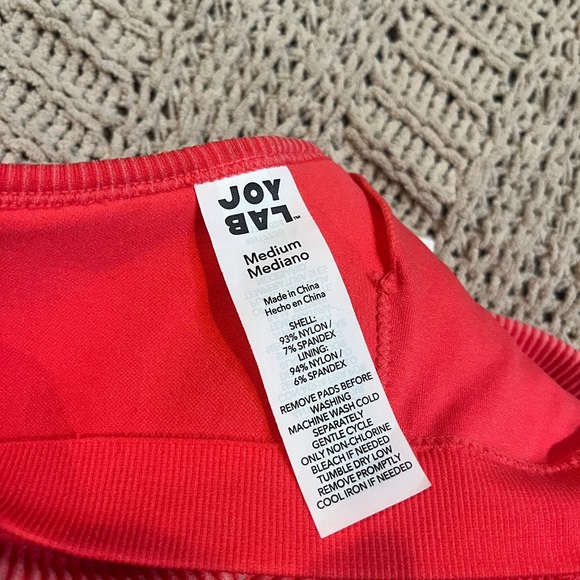 JOY
LAB™
Medium
Mediano
Made in China
Hecho en China
SHELL:
93% NYLON /
7% SPANDEX
LINING:
94% NYLON /
6% SPANDEX
REMOVE PADS BEFORE
WASHING
MACHINE WASH COLD
SEPARATELY
GENTLE CYCLE
ONLY NON-CHLORINE
BLEACH IF NEEDED
TUMBLE DRY LOW
REMOVE PROMPTLY
COOL IRON IF NEEDED